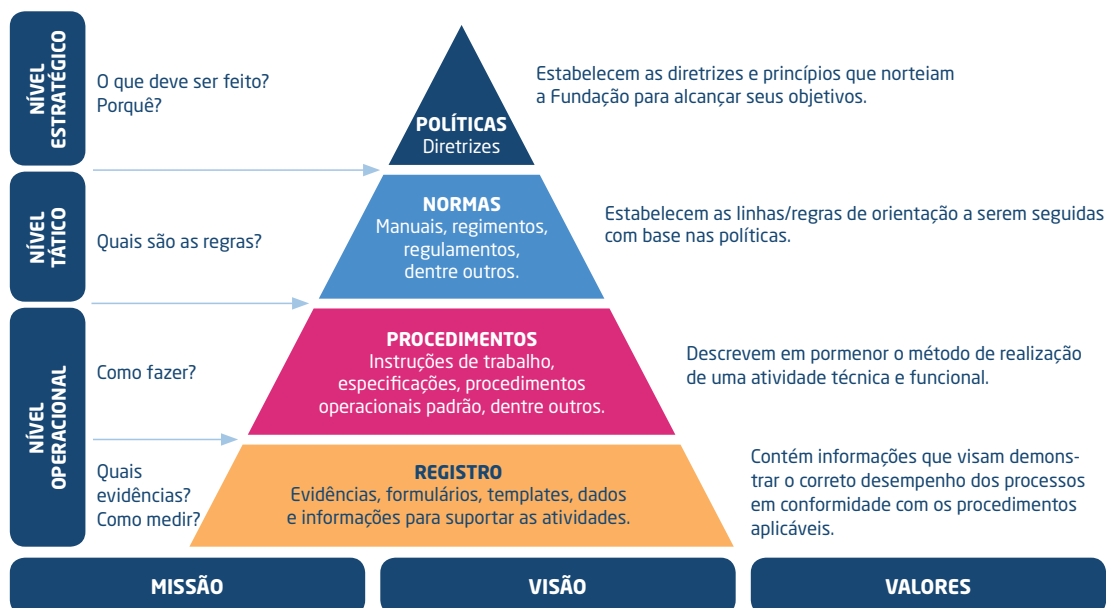 NÍVEL
ESTRATÉGICO
O que deve ser feito?
Porquê?
POLÍTICAS
Diretrizes
Estabelecem as diretrizes e princípios que norteiam
a Fundação para alcançar seus objetivos.
NÍVEL
TÁTICO
Quais são as regras?
NORMAS
Manuais, regimentos,
regulamentos,
dentre outros.
Estabelecem as linhas/regras de orientação a serem seguidas
com base nas políticas.
NÍVEL
OPERACIONAL
Como fazer?
PROCEDIMENTOS
Instruções de trabalho,
especificações, procedimentos
operacionais padrão, dentre outros.
Descrevem em pormenor o método de realização
de uma atividade técnica e funcional.
Quais
evidências?
Como medir?
REGISTRO
Evidências, formulários, templates, dados
e informações para suportar as atividades.
Contém informações que visam demons-
trar o correto desempenho dos processos
em conformidade com os procedimentos
aplicáveis.
MISSÃO
VISÃO
VALORES